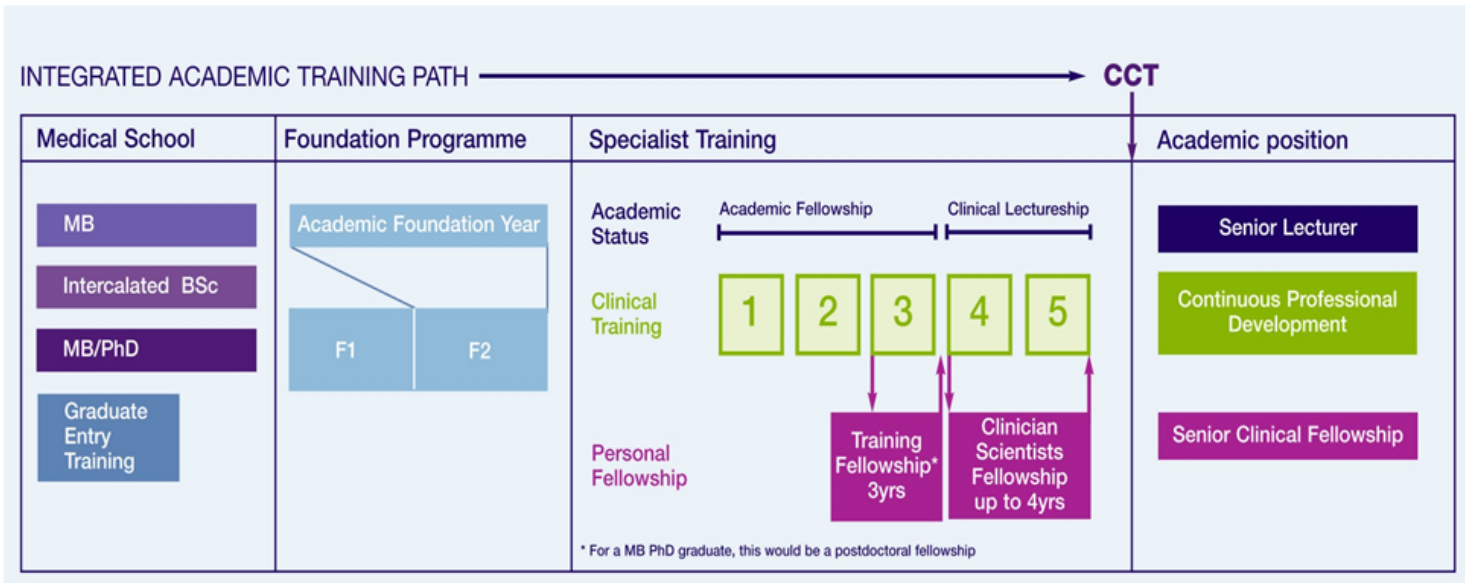 INTEGRATED ACADEMIC TRAINING PATH
CCT
Medical School
Foundation Programme
Specialist Training
Academic position
MB
Intercalated BSc
MB/PhD
Graduate
Entry
Training
Academic Foundation Year
F1
F2
Academic
Status
Academic Fellowship
Clinical Lectureship
Clinical
Training
1
2
3
4
5
Personal
Fellowship
Training
Fellowship*
3yrs
Clinician
Scientists
Fellowship
up to 4yrs
* For a MB PhD graduate, this would be a postdoctoral fellowship
Senior Lecturer
Continuous Professional
Development
Senior Clinical Fellowship